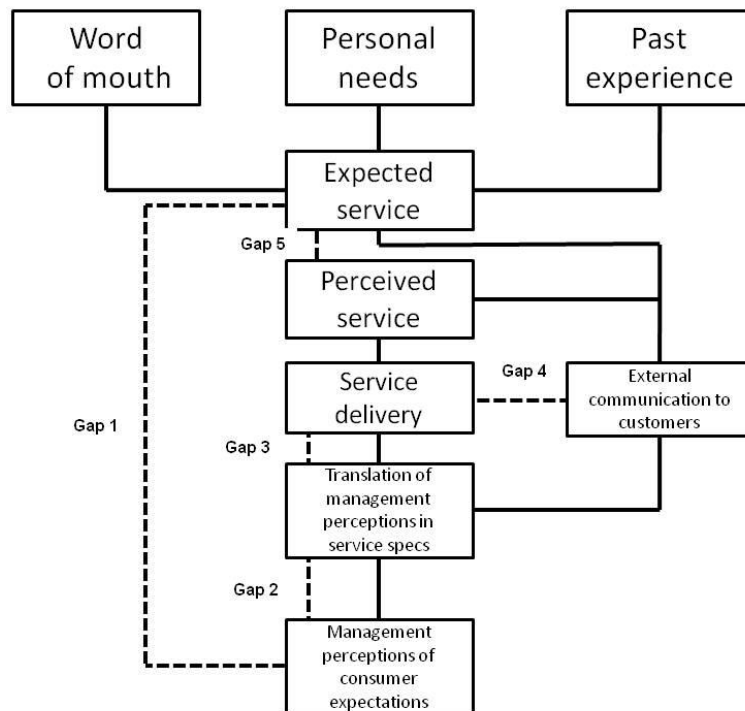 Word
of mouth
Personal
needs
Past
experience
Expected
service
Gap 5
Perceived
service
Service
delivery
Gap 4
External
communication to
customers
Gap 1
Gap 3
Translation of
management
perceptions in
service specs
Gap 2
Management
perceptions of
consumer
expectations